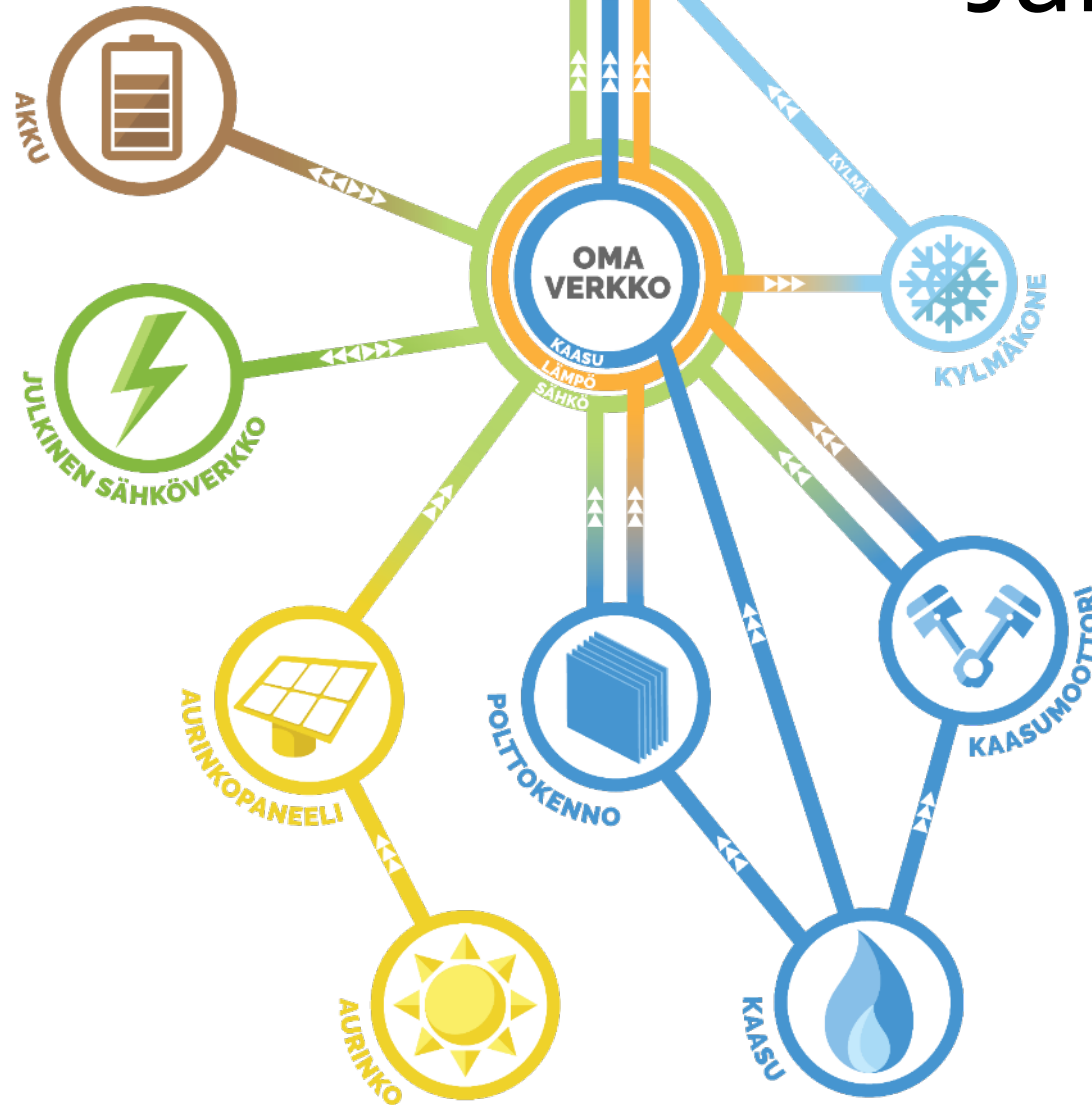 AKKU
KYLMÄ
OMA
VERKKO
KAASU
LÄMPÖ
SÄHKÖ
KYLMÄKONE
JULKINEN SÄHKÖVERKKO
AURINKOPANEELI
POLTTOKENNO
KAASUMOOTTORI
AURINKO
KAASU